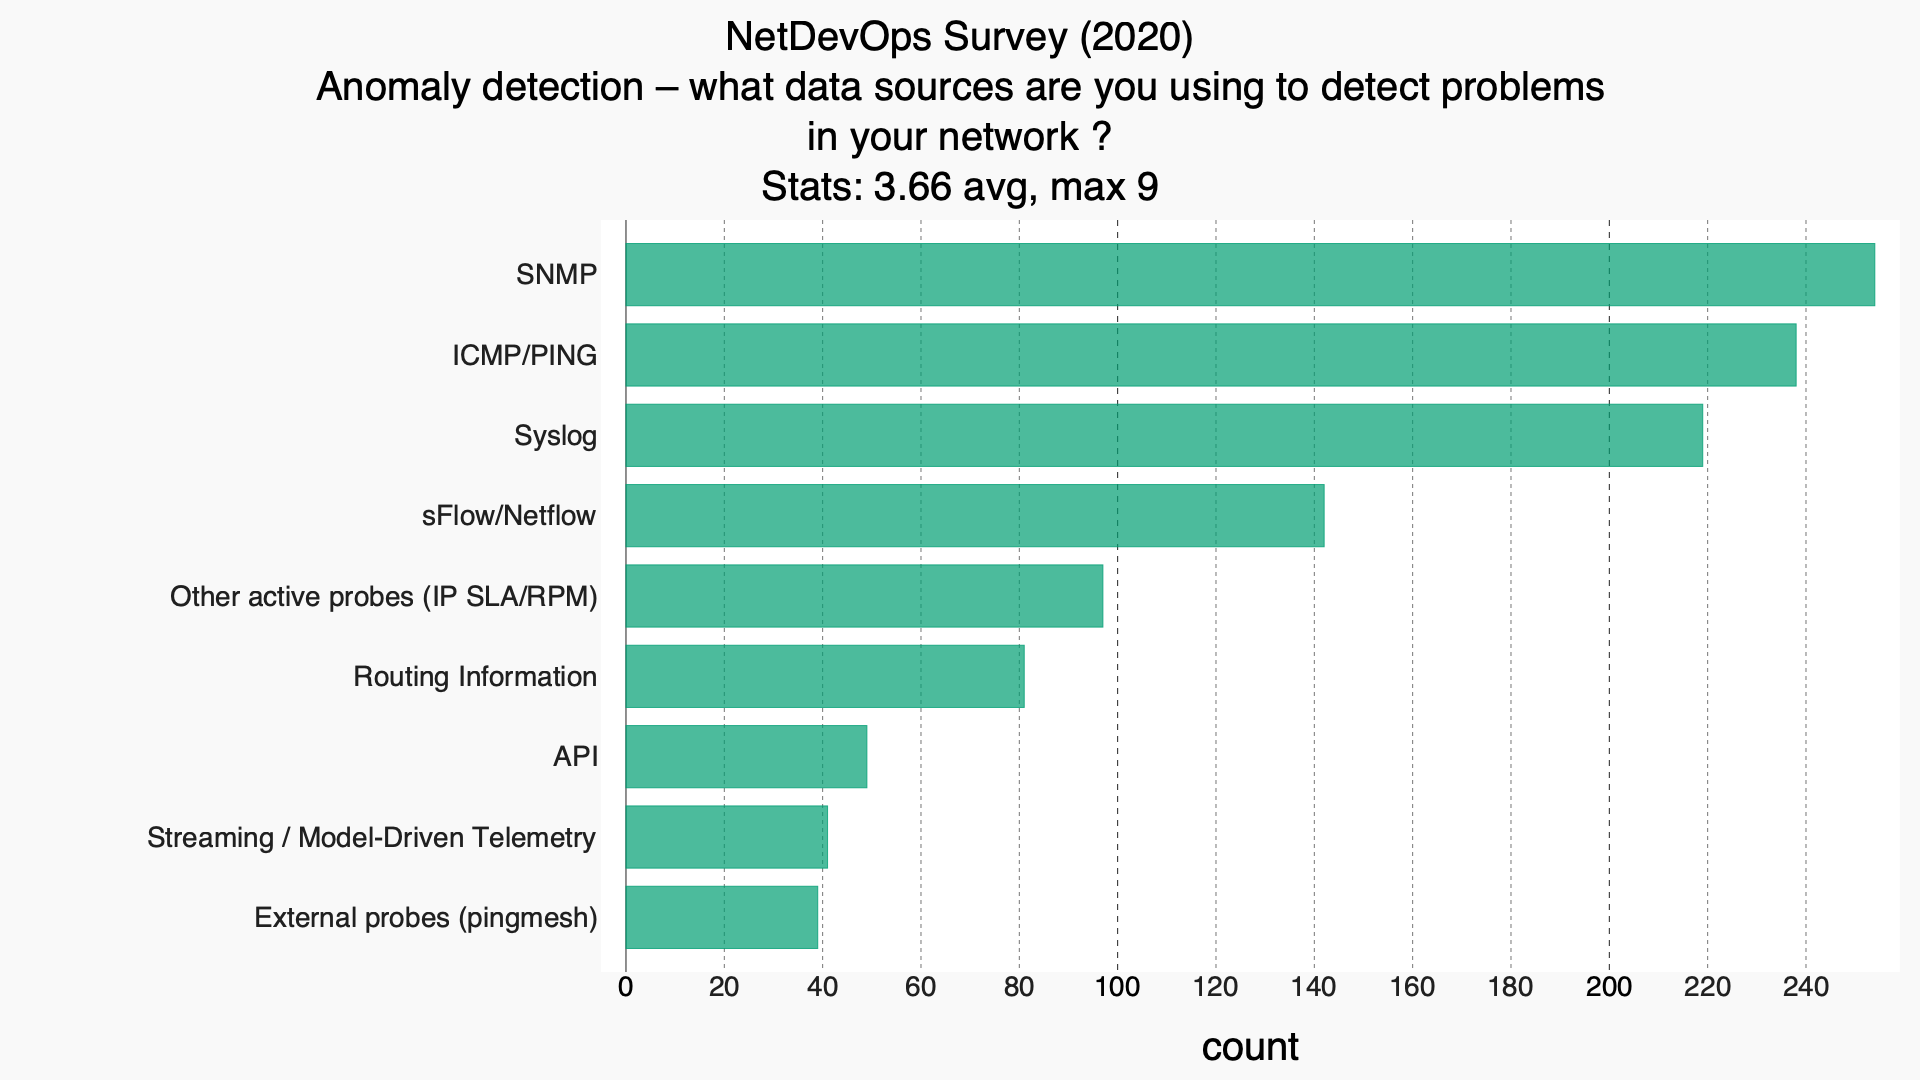 NetDevOps Survey (2020)
Anomaly detection – what data sources are you using to detect problems
in your network ?
Stats: 3.66 avg, max 9
SNMP
ICMP/PING
Syslog
sFlow/Netflow
Other active probes (IP SLA/RPM)
Routing Information
API
Streaming / Model-Driven Telemetry
External probes (pingmesh)
0 20 40 60 80 100 120 140 160 180 200 220 240
count